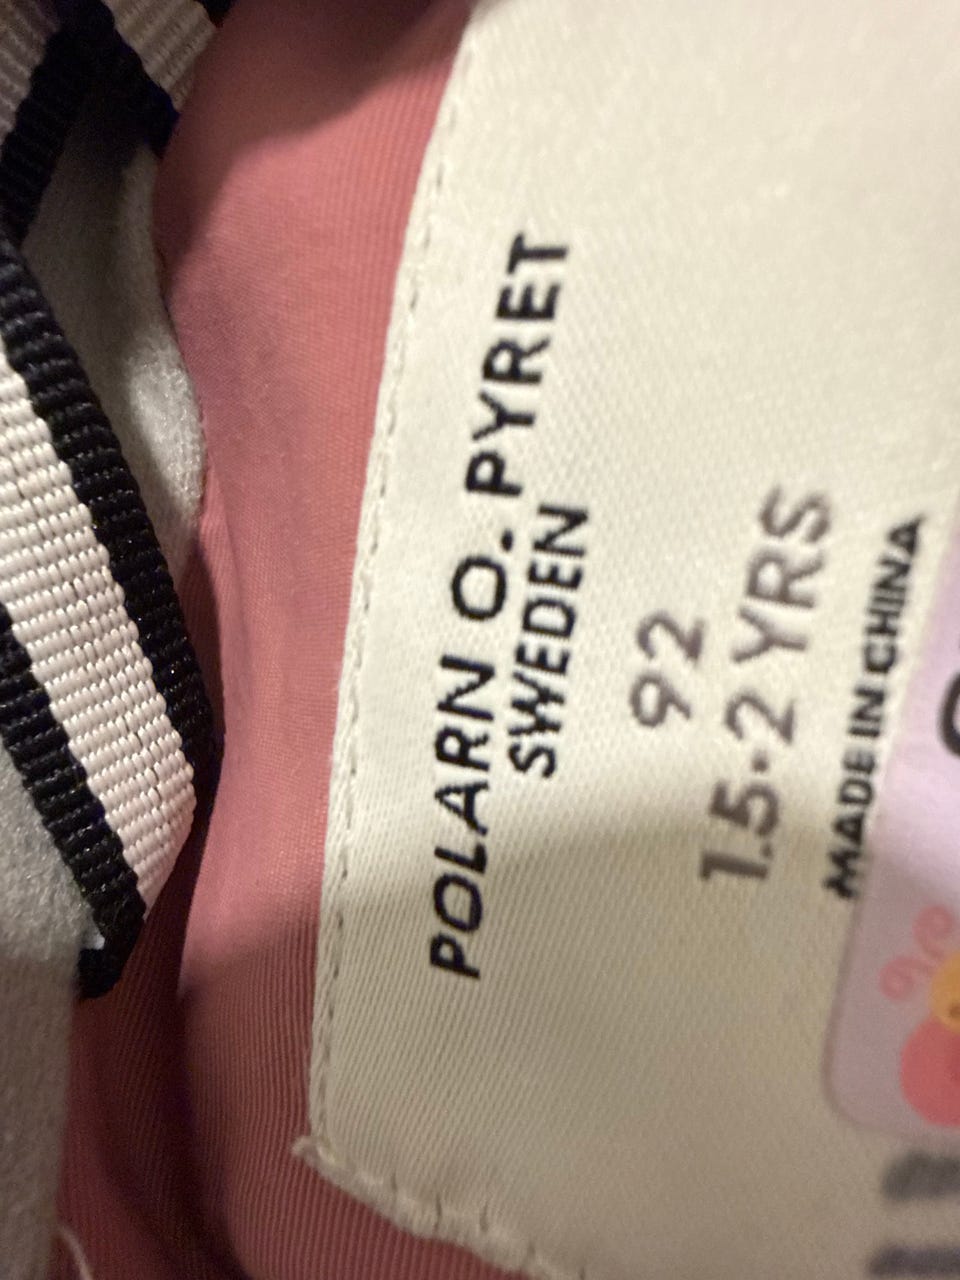 POLARN O. PYRET
SWEDEN
92
1.5-2 YRS
MADE IN CHINA